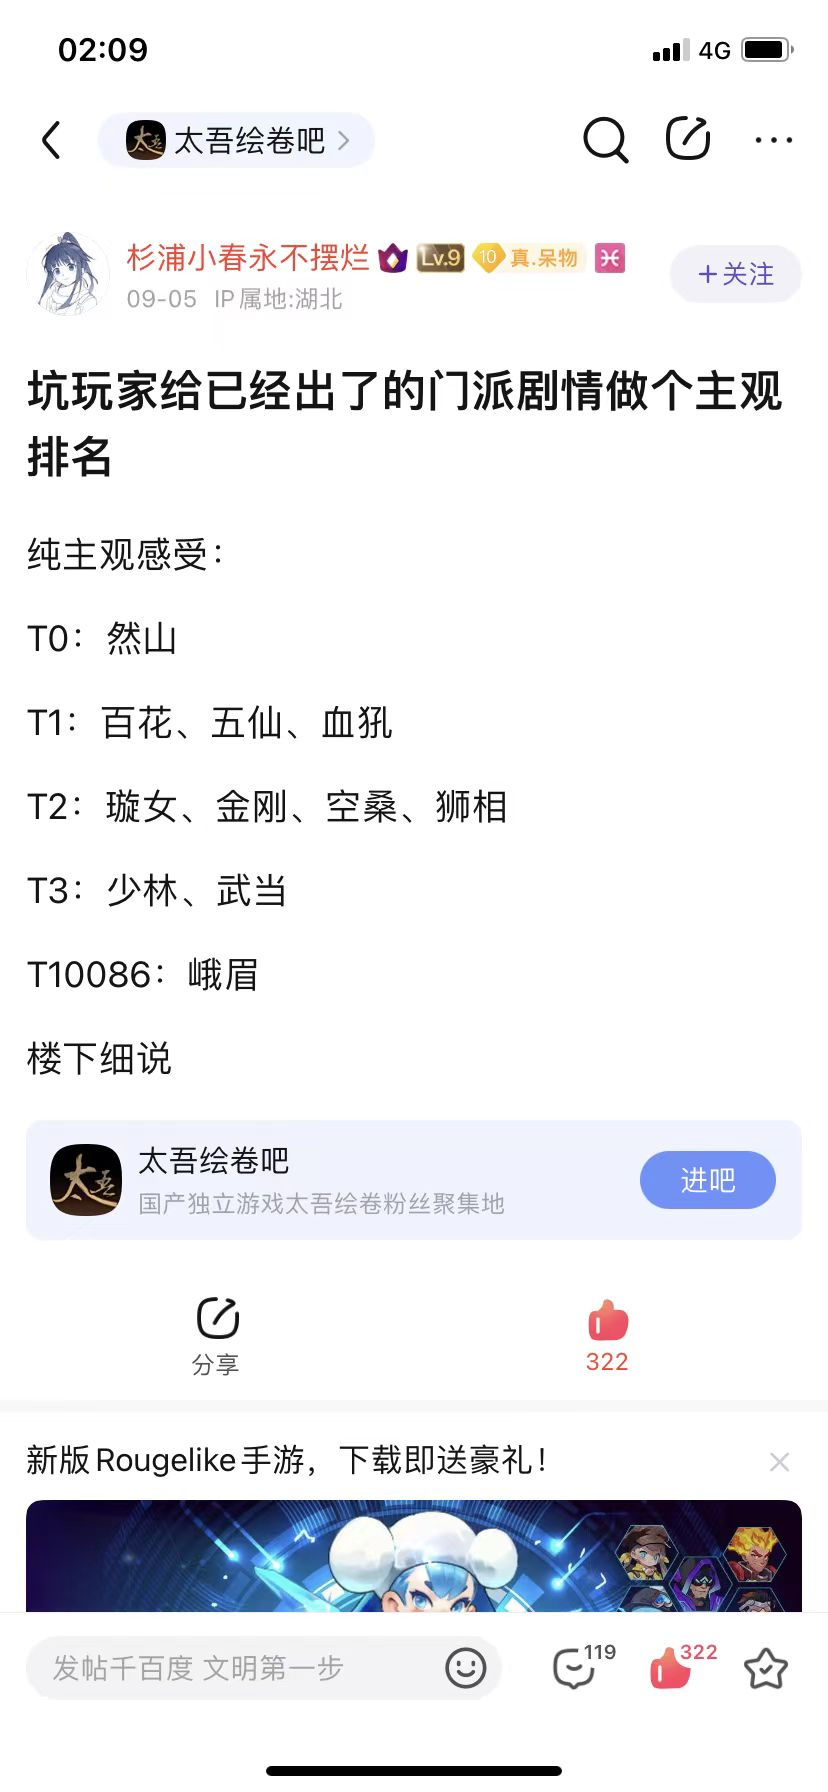 02:09
4G
太吾绘卷吧
杉浦小春永不摆烂 Lv.9 10 真.呆物
09-05 IP属地:湖北
+关注
坑玩家给已经出了的门派剧情做个主观
排名
纯主观感受：
T0：然山
T1：百花、五仙、血犼
T2：璇女、金刚、空桑、狮相
T3：少林、武当
T10086：峨眉
楼下细说
太吾
太吾绘卷吧
国产独立游戏太吾绘卷粉丝聚集地
进吧
分享
322
新版Rougelike手游，下载即送豪礼！
发帖千百度 文明第一步
119
322